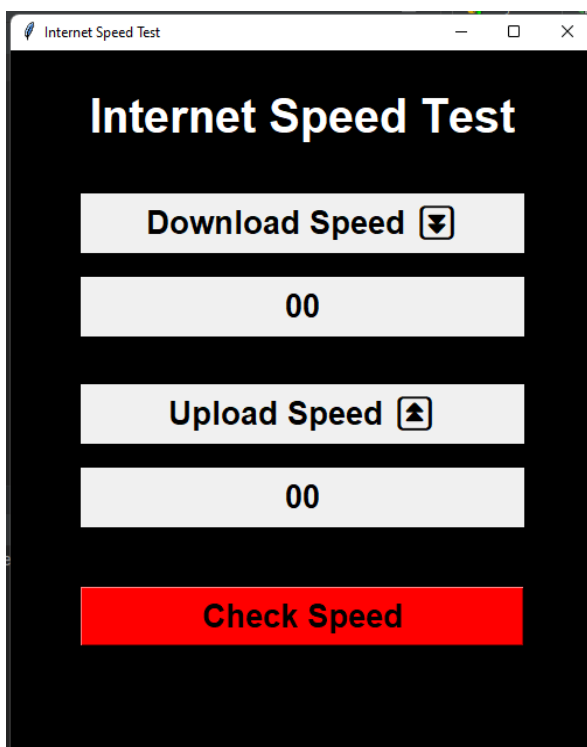 Internet Speed Test
Internet Speed Test
Download Speed ⏬
00
Upload Speed ⏫
00
Check Speed